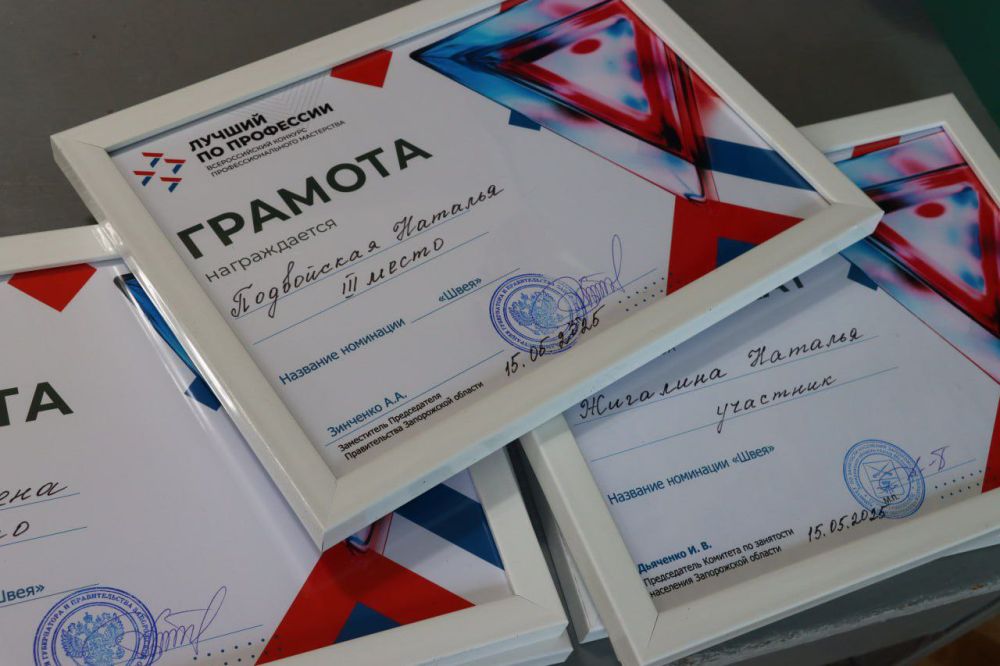 ЛУЧШИЙ
ПО ПРОФЕССИИ
ВСЕРОССИЙСКИЙ КОНКУРС
ПРОФЕССИОНАЛЬНОГО МАСТЕРСТВА
ГРАМОТА
награждается
Подвойская Наталья
III место
Название номинации «Швея»
Зинченко А.А.
Заместитель Председателя
Правительства Запорожской области
15.05.2025
Жигалина Наталья
участник
Название номинации «Швея»
М.П.
Дьяченко И. В.
Председатель Комитета по занятости
населения Запорожской области
15.05.2025
«Швея»